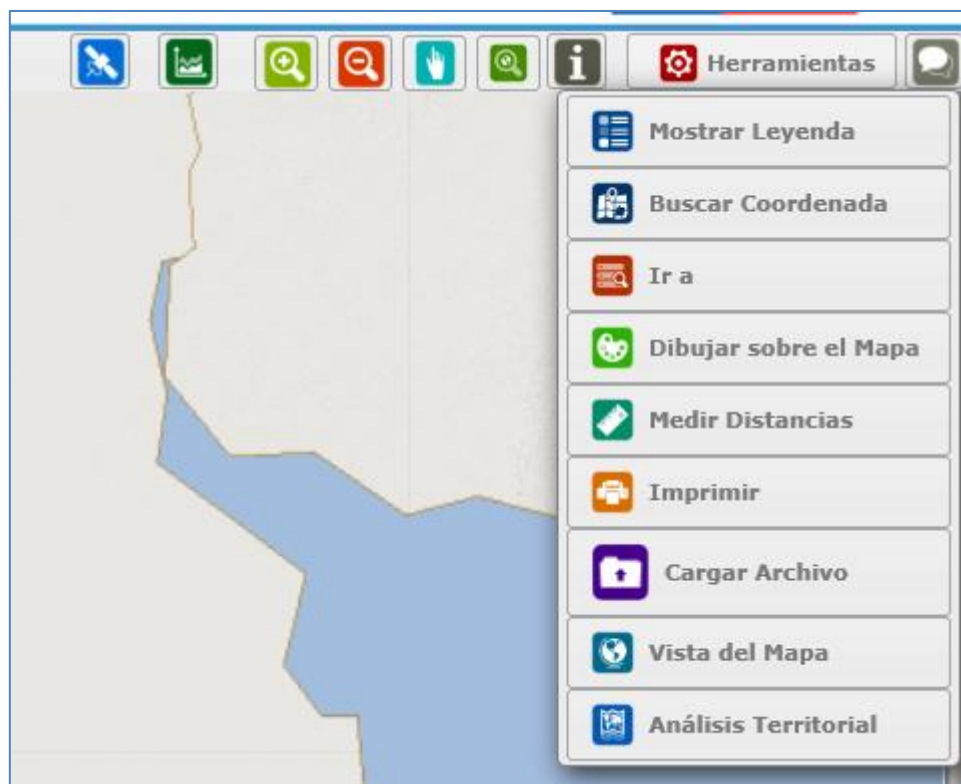 Herramientas
Mostrar Leyenda
Buscar Coordenada
Ir a
Dibujar sobre el Mapa
Medir Distancias
Imprimir
Cargar Archivo
Vista del Mapa
Análisis Territorial